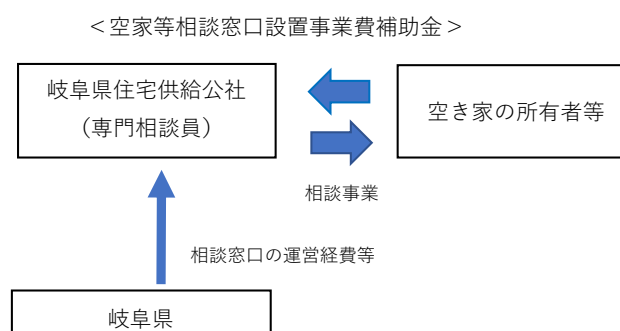 ＜空家等相談窓口設置事業費補助金＞
岐阜県住宅供給公社
（専門相談員）
空き家の所有者等
相談事業
相談窓口の運営経費等
岐阜県